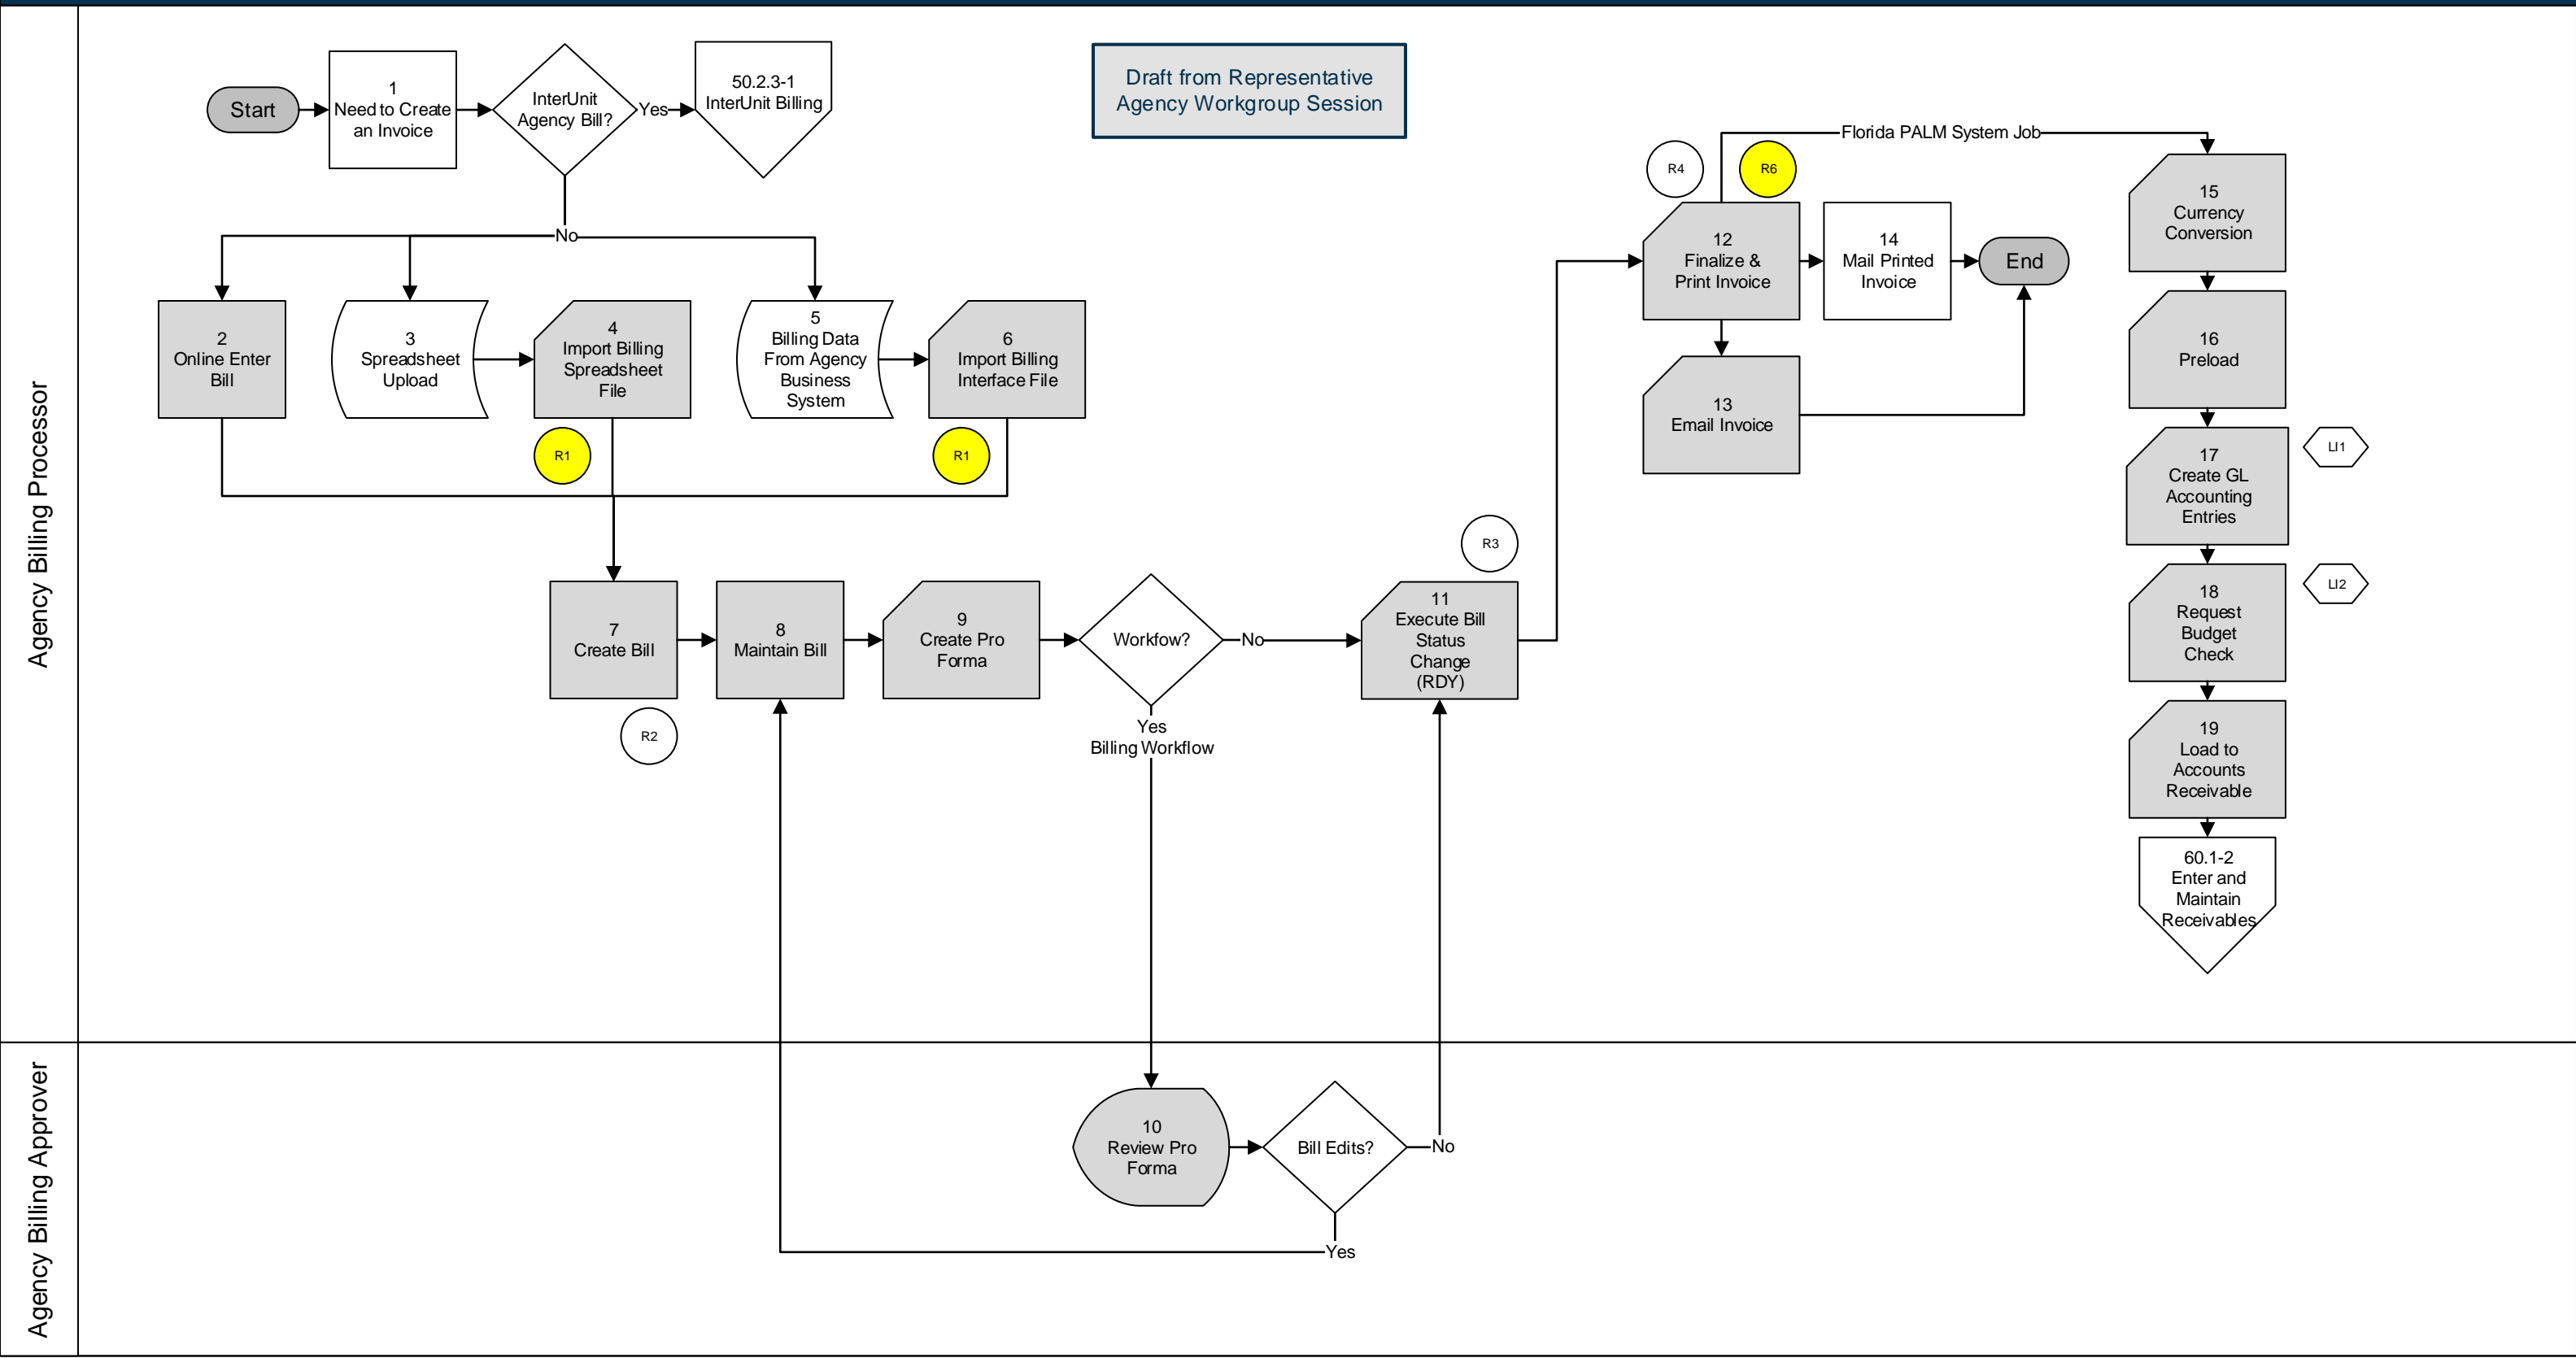 Agency Billing Processor
Start
1
Need to Create
an Invoice
InterUnit
Agency Bill?
Yes
50.2.3-1
InterUnit Billing
Draft from Representative
Agency Workgroup Session
No
2
Online Enter
Bill
3
Spreadsheet
Upload
4
Import Billing
Spreadsheet
File
5
Billing Data
From Agency
Business
System
6
Import Billing
Interface File
R1
R1
7
Create Bill
R2
8
Maintain Bill
9
Create Pro
Forma
Workfow?
No
Yes
Billing Workflow
R3
11
Execute Bill
Status
Change
(RDY)
R4
R6
Florida PALM System Job
12
Finalize &
Print Invoice
14
Mail Printed
Invoice
End
13
Email Invoice
15
Currency
Conversion
16
Preload
17
Create GL
Accounting
Entries
LI1
18
Request
Budget
Check
LI2
19
Load to
Accounts
Receivable
60.1-2
Enter and
Maintain
Receivables
Agency Billing Approver
10
Review Pro
Forma
Bill Edits?
No
Yes